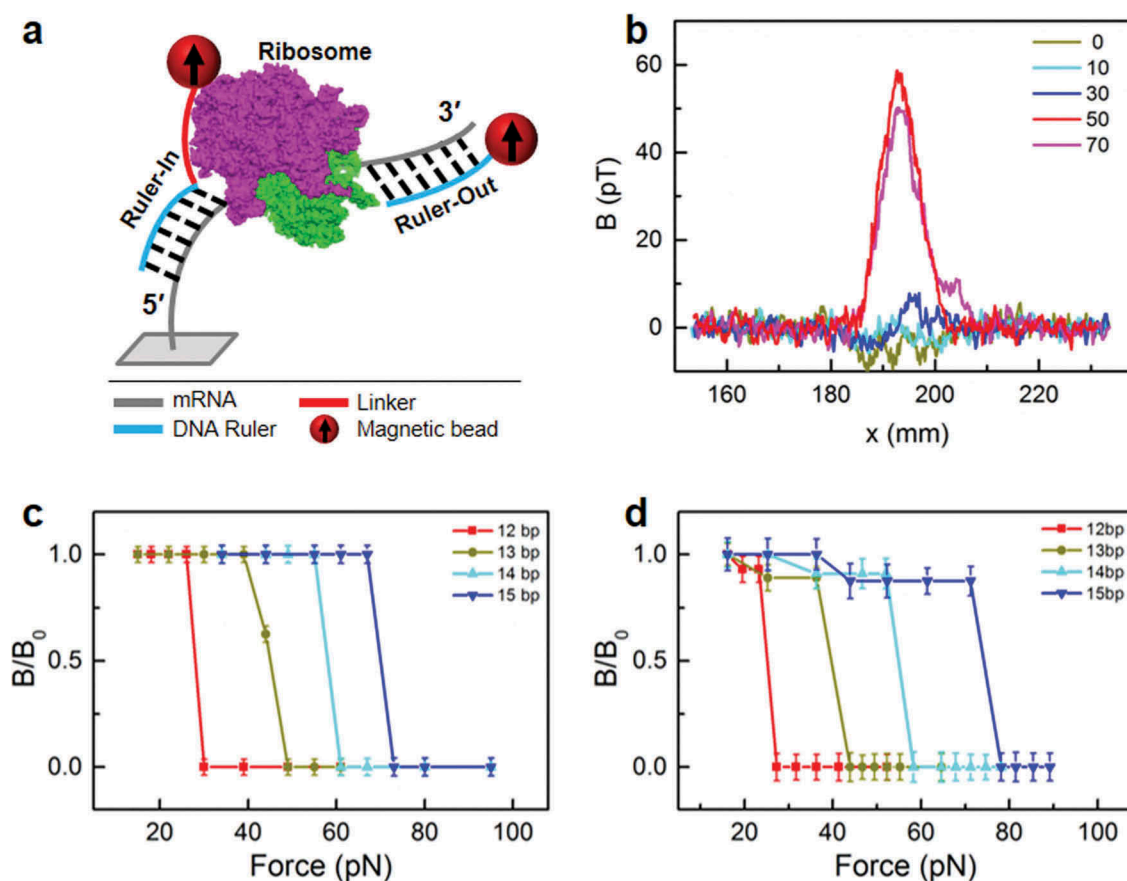 a
Ribosome
3′
Ruler-In
Ruler-Out
5′
mRNA
Linker
DNA Ruler
Magnetic bead
b
0
10
30
50
70
60
40
20
0
B (pT)
160
180
200
220
x (mm)
c
12 bp
13 bp
14 bp
15 bp
1.0
0.5
0.0
B/B₀
20
40
60
80
100
Force (pN)
d
12bp
13bp
14bp
15bp
1.0
0.5
0.0
B/B₀
20
40
60
80
100
Force (pN)